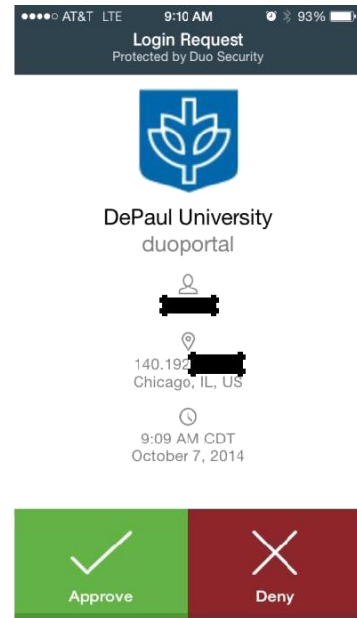 AT&T LTE 9:10 AM 93%
Login Request
Protected by Duo Security
DePaul University
duoportal
140.192
Chicago, IL, US
9:09 AM CDT
October 7, 2014
Approve Deny